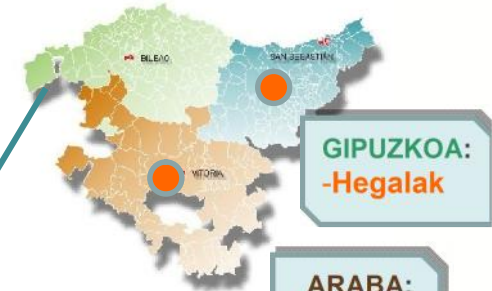 BILBAO
SAN SEBASTIÁN
VITORIA
GIPUZKOA:
-Hegalak
ARABA: